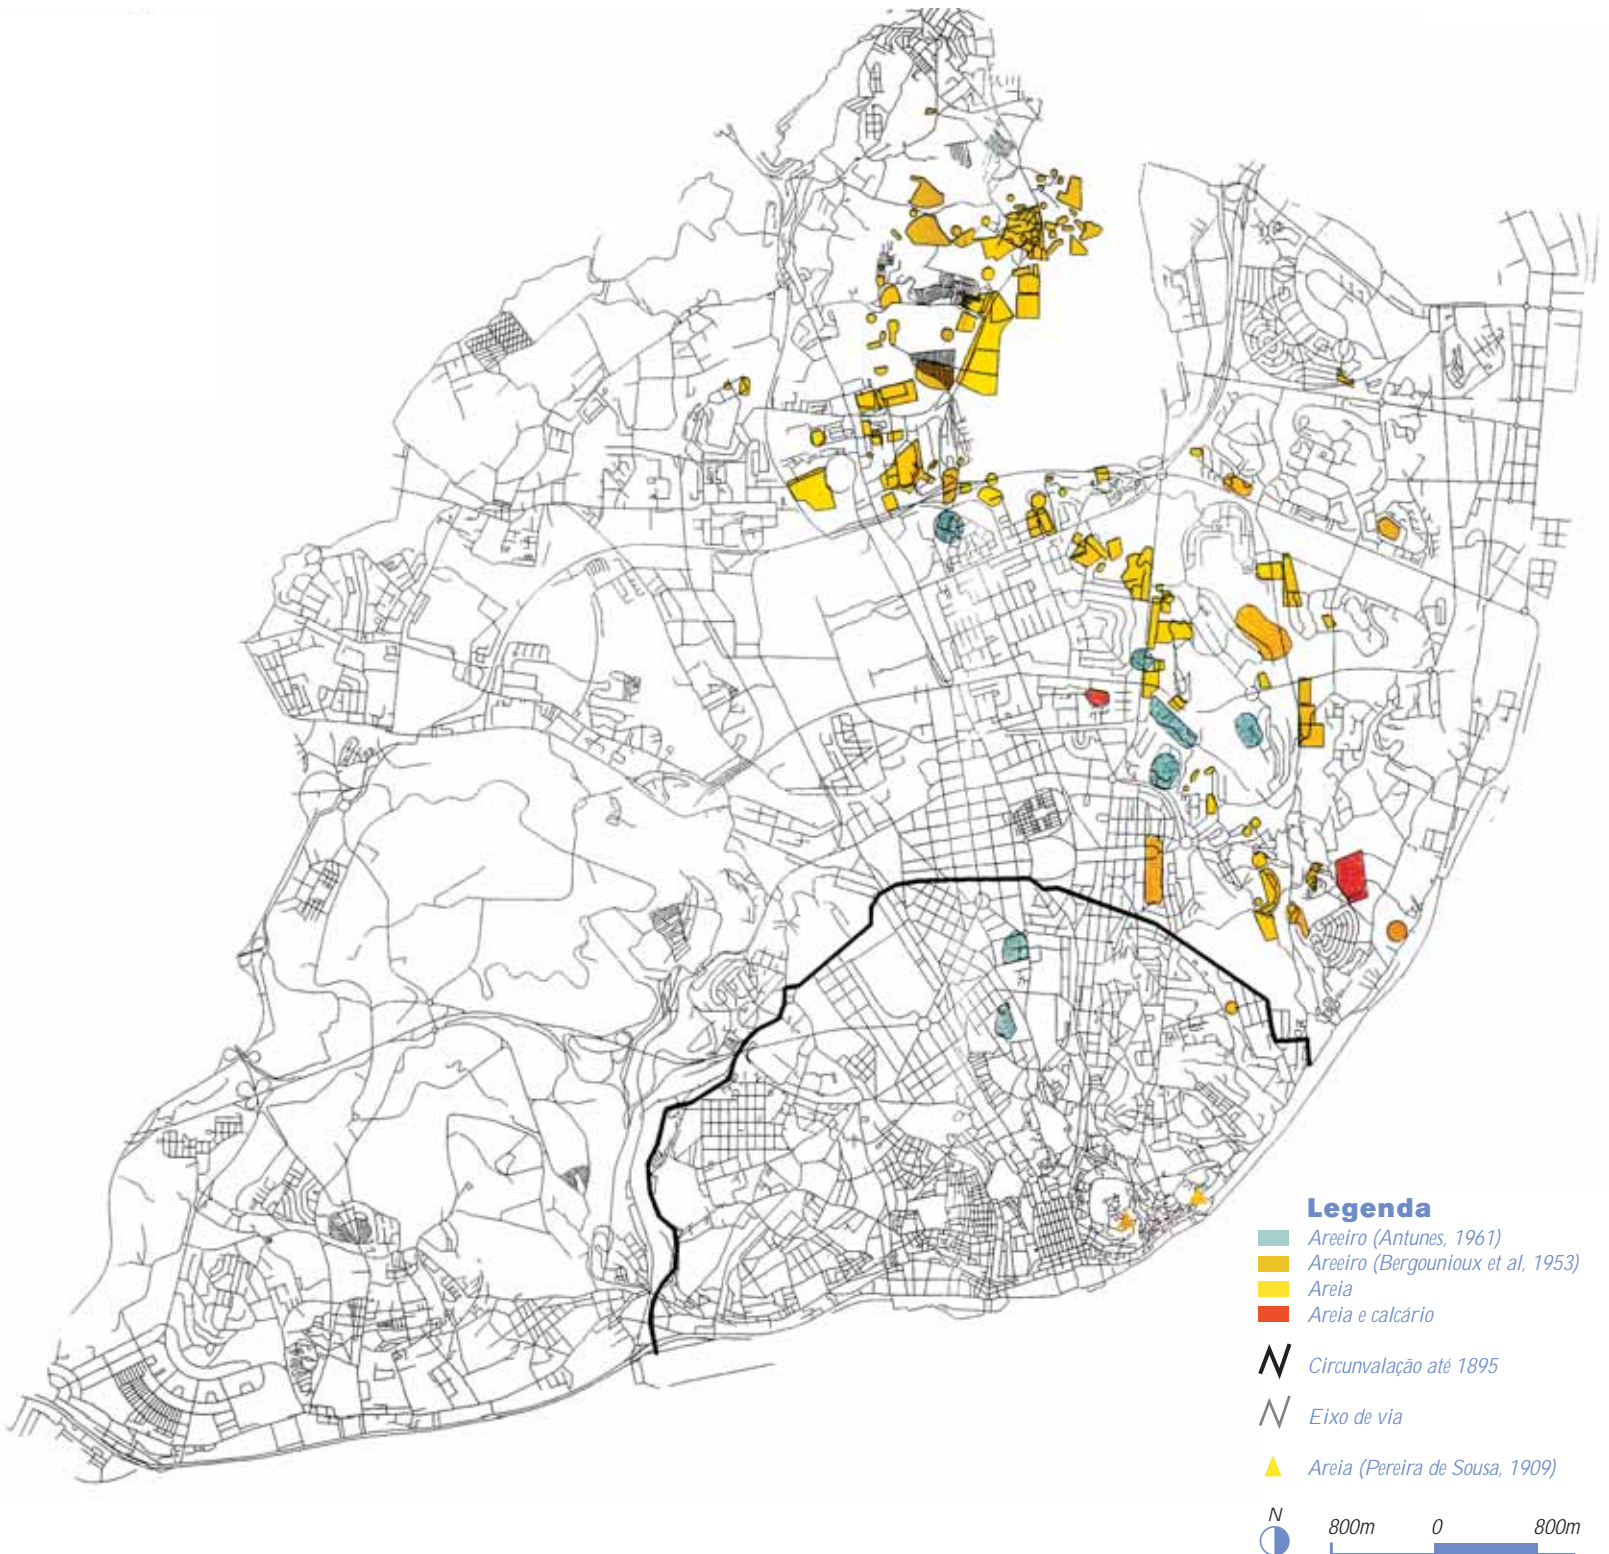 Legenda
Areeiro (Antunes, 1961)
Areeiro (Bergounioux et al, 1953)
Areia
Areia e calcário
Circunvalação até 1895
Eixo de via
Areia (Pereira de Sousa, 1909)
N
800m 0 800m